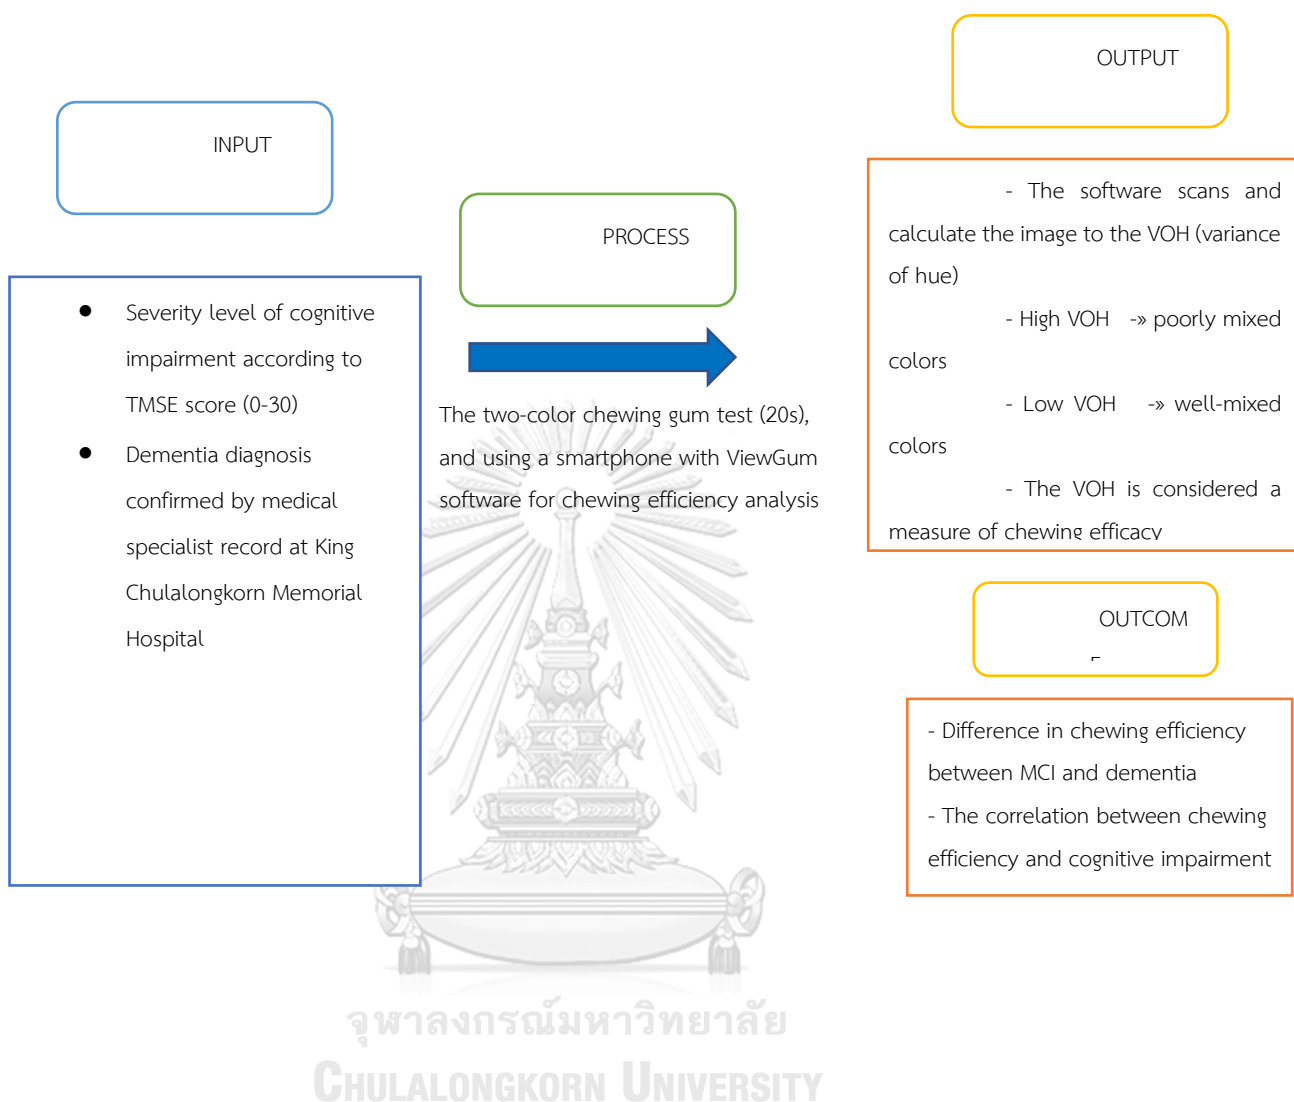 INPUT
● Severity level of cognitive
impairment according to
TMSE score (0-30)
● Dementia diagnosis
confirmed by medical
specialist record at King
Chulalongkorn Memorial
Hospital
PROCESS
The two-color chewing gum test (20s),
and using a smartphone with ViewGum
software for chewing efficiency analysis
OUTPUT
- The software scans and
calculate the image to the VOH (variance
of hue)
- High VOH -» poorly mixed
colors
- Low VOH -» well-mixed
colors
- The VOH is considered a
measure of chewing efficacy
OUTCOM
- Difference in chewing efficiency
between MCI and dementia
- The correlation between chewing
efficiency and cognitive impairment
จุฬาลงกรณ์มหาวิทยาลัย
CHULALONGKORN UNIVERSITY